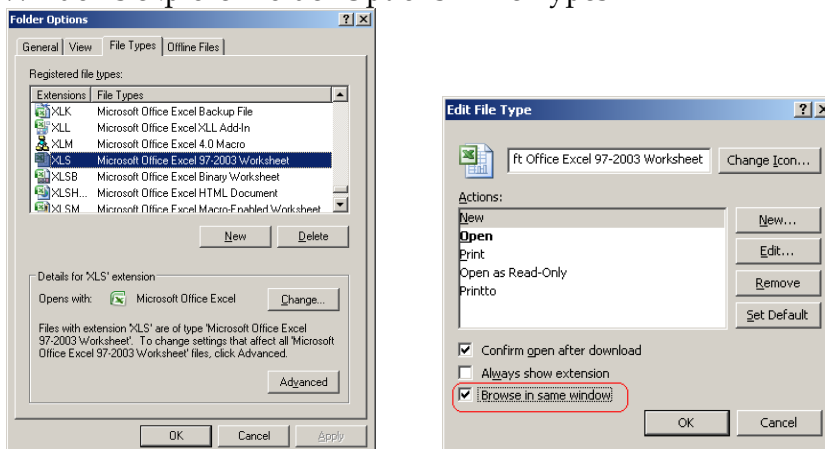 Folder Options
General View File Types Offline Files
Registered file types:
Extensions File Types
XLK Microsoft Office Excel Backup File
XLL Microsoft Office Excel XLL Add-In
XLM Microsoft Office Excel 4.0 Macro
XLS Microsoft Office Excel 97-2003 Worksheet
XLSB Microsoft Office Excel Binary Worksheet
XLSH... Microsoft Office Excel HTML Document
XLSM Microsoft Office Excel Macro-Enabled Worksheet
New Delete
Details for 'XLS' extension
Opens with: Microsoft Office Excel Change...
Files with extension 'XLS' are of type 'Microsoft Office Excel
97-2003 Worksheet'. To change settings that affect all 'Microsoft
Office Excel 97-2003 Worksheet' files, click Advanced.
Advanced
OK Cancel Apply
Edit File Type
ft Office Excel 97-2003 Worksheet Change Icon...
Actions:
New
Open
Print
Open as Read-Only
Printto
New...
Edit...
Remove
Set Default
Confirm open after download
Always show extension
Browse in same window
OK Cancel